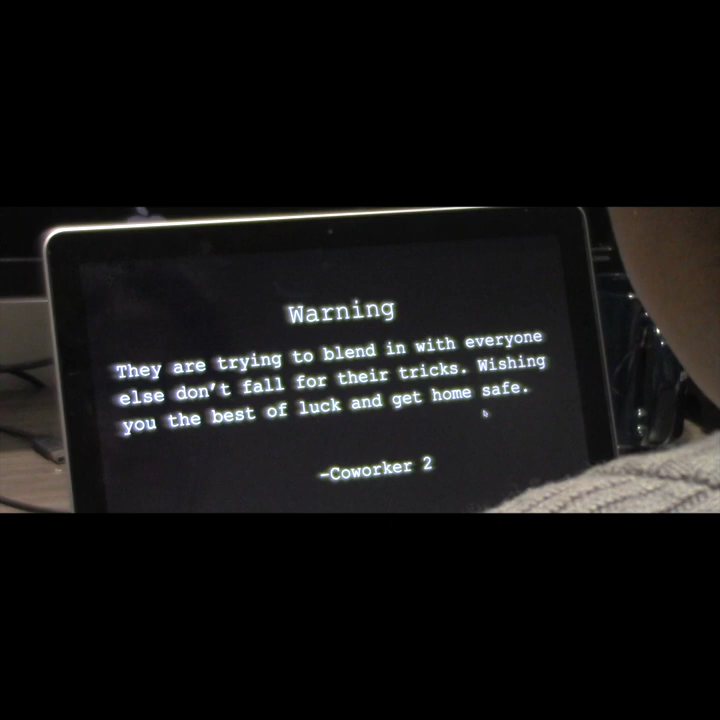 Warning
They are trying to blend in with everyone
else don't fall for their tricks. Wishing
you the best of luck and get home safe.
-Coworker 2